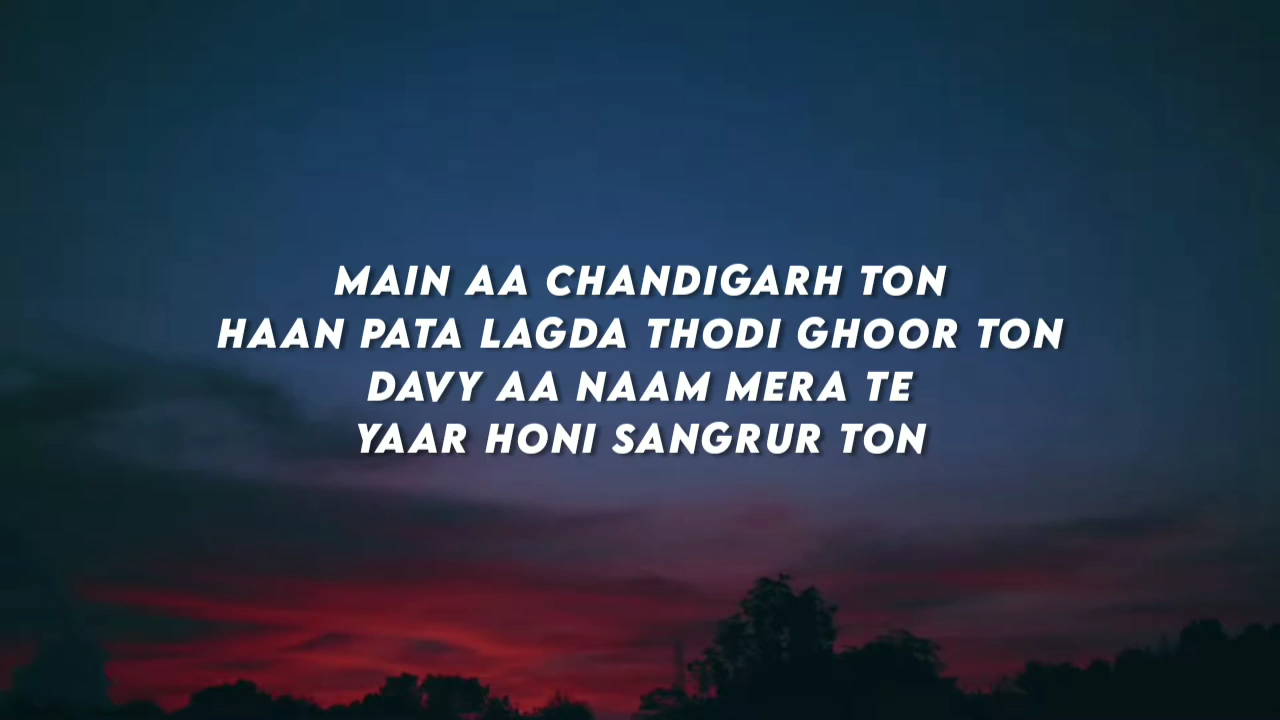 MAIN AA CHANDIGARH TON
HAAN PATA LAGDA THODI GHOOR TON
DAVY AA NAAM MERA TE
YAAR HONI SANGRUR TON